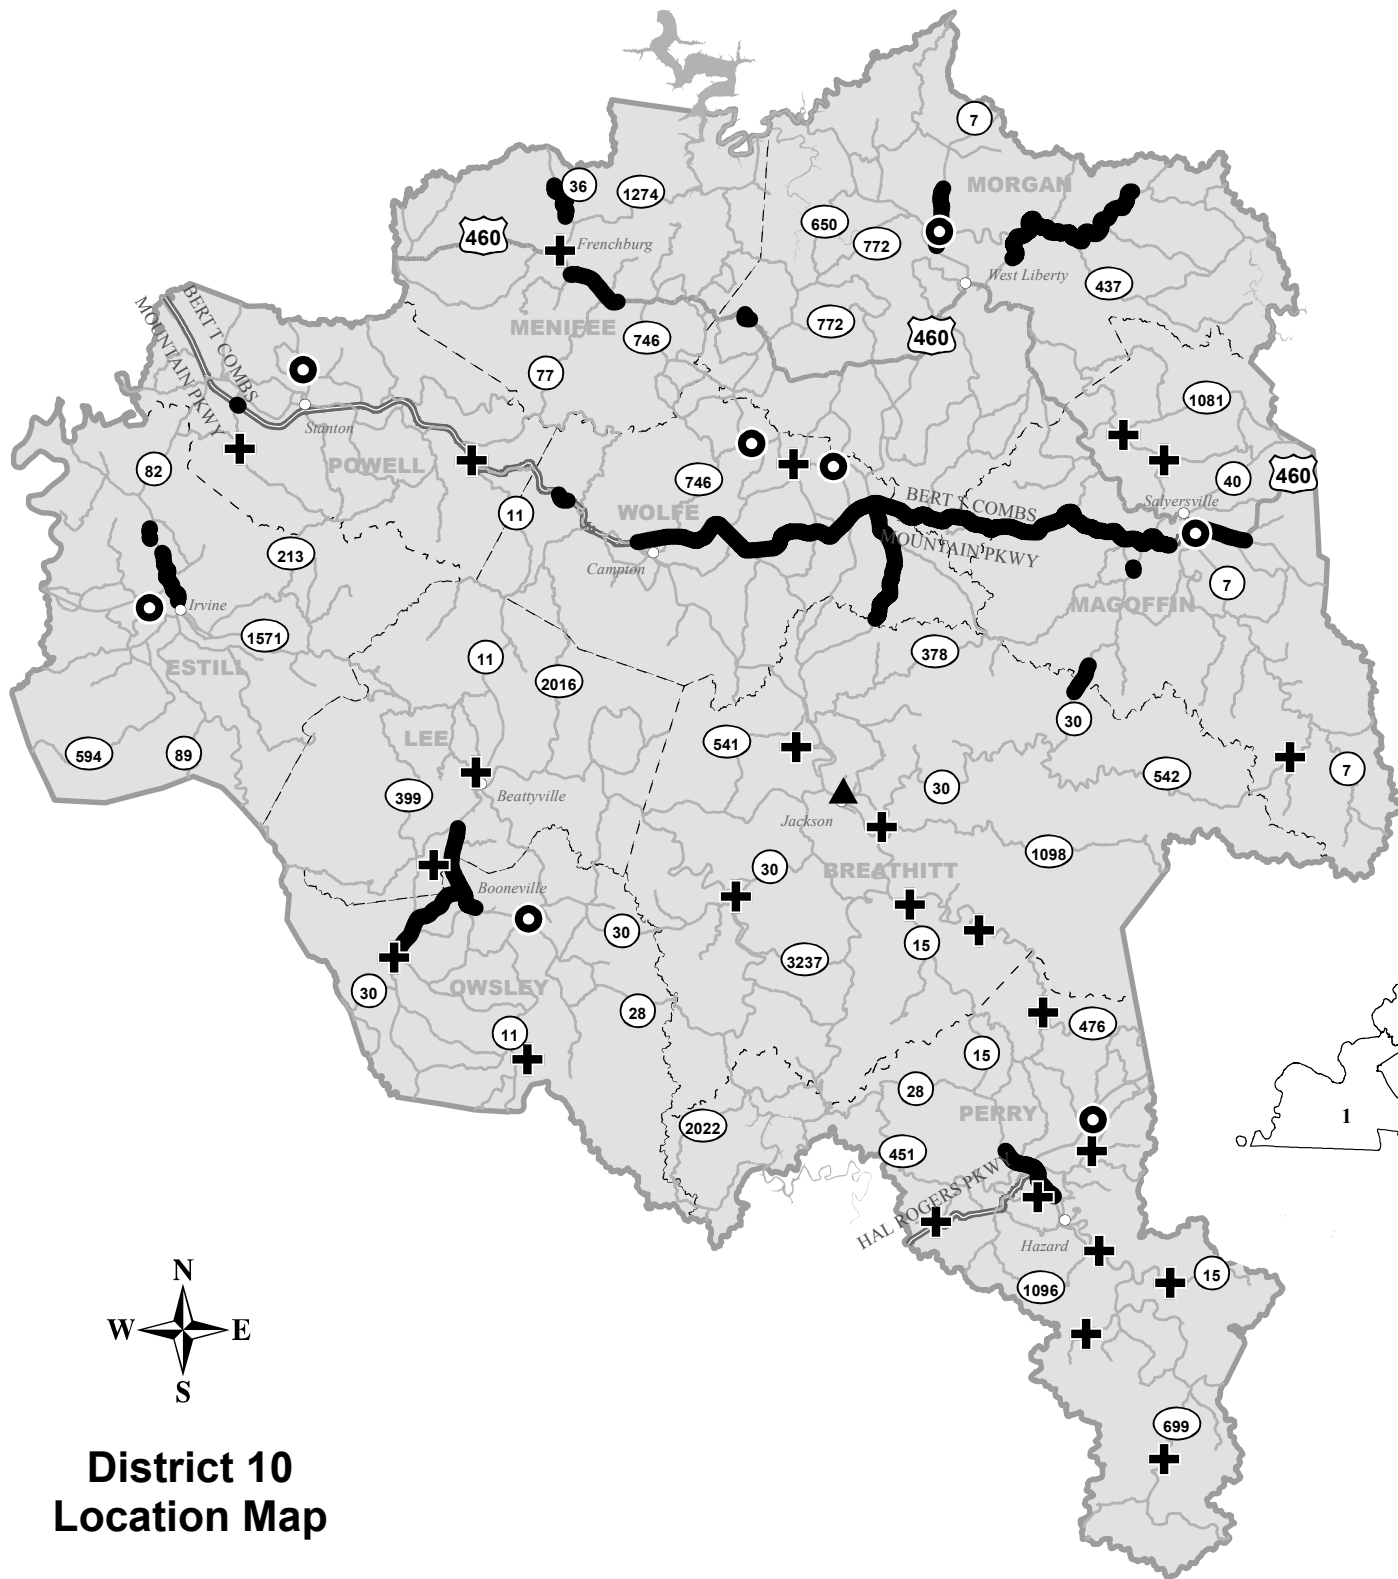 7
MORGAN
36
1274
650
772
460
Frenchburg
West Liberty
437
BERT T COMBS
MOUNTAIN PKWY
MENIFEE
746
772
460
77
1081
Stanton
POWELL
82
746
40
460
11
WOLFE
BERT T COMBS
Salyersville
MOUNTAIN PKWY
213
Campton
7
Irvine
MAGOFFIN
1571
ESTILL
11
2016
378
30
594
89
LEE
541
542
7
399
Beattyville
30
Jackson
1098
30
BREATHITT
Booneville
30
15
3237
30
OWSLEY
28
11
476
15
28
PERRY
2022
451
1
HAL ROGERS PKWY
Hazard
1096
15
N
W
E
S
699
District 10
Location Map